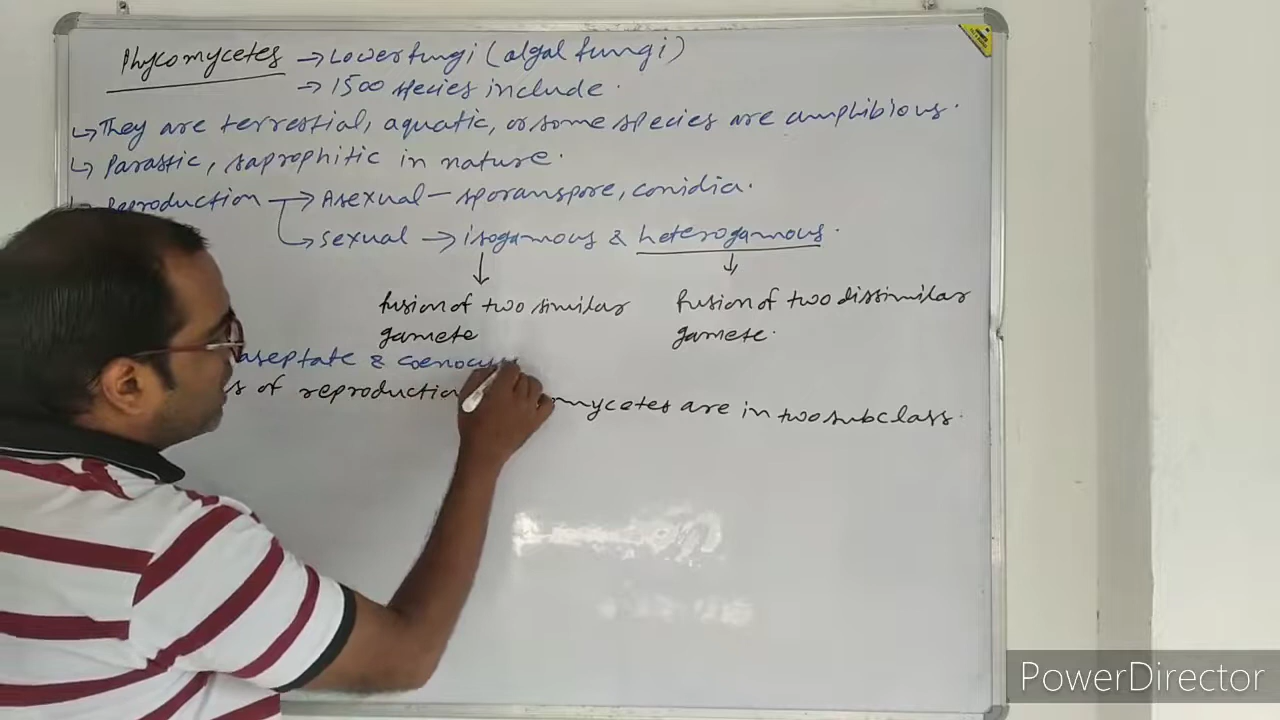 Phycomycetes → Lower fungi (algal fungi)
→ 1500 species include.
↳ They are terrestial, aquatic, or some species are amphibious.
↳ Parastic, saprophitic in nature.
↳ Reproduction → Asexual – sporanspore, conidia.
↳ sexual → isogamous & heterogamous.
fusion of two similar gamete
fusion of two dissimilar gamete.
aseptate & coenocy
s of reproduction mycetes are in two subclass.
PowerDirector